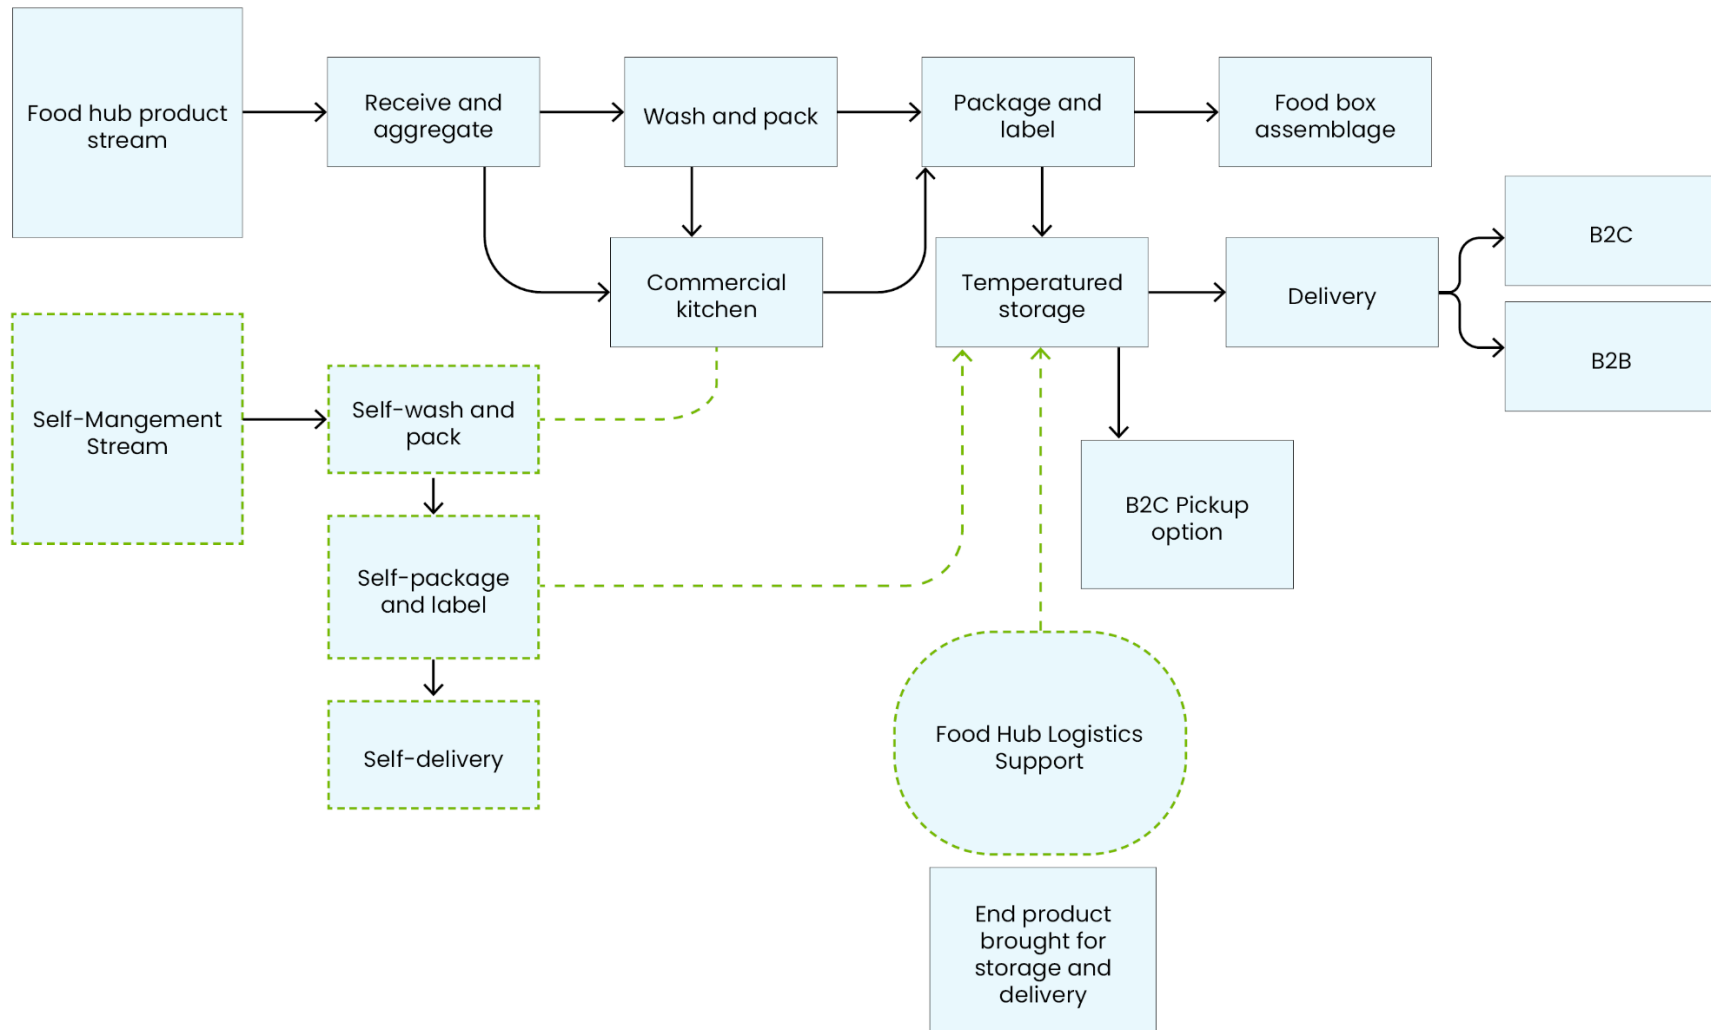 Food hub product
stream
Receive and
aggregate
Wash and pack
Package and
label
Food box
assemblage
Commercial
kitchen
Temperatured
storage
Delivery
B2C
B2B
Self-Mangement
Stream
Self-wash and
pack
B2C Pickup
option
Self-package
and label
Self-delivery
Food Hub Logistics
Support
End product
brought for
storage and
delivery